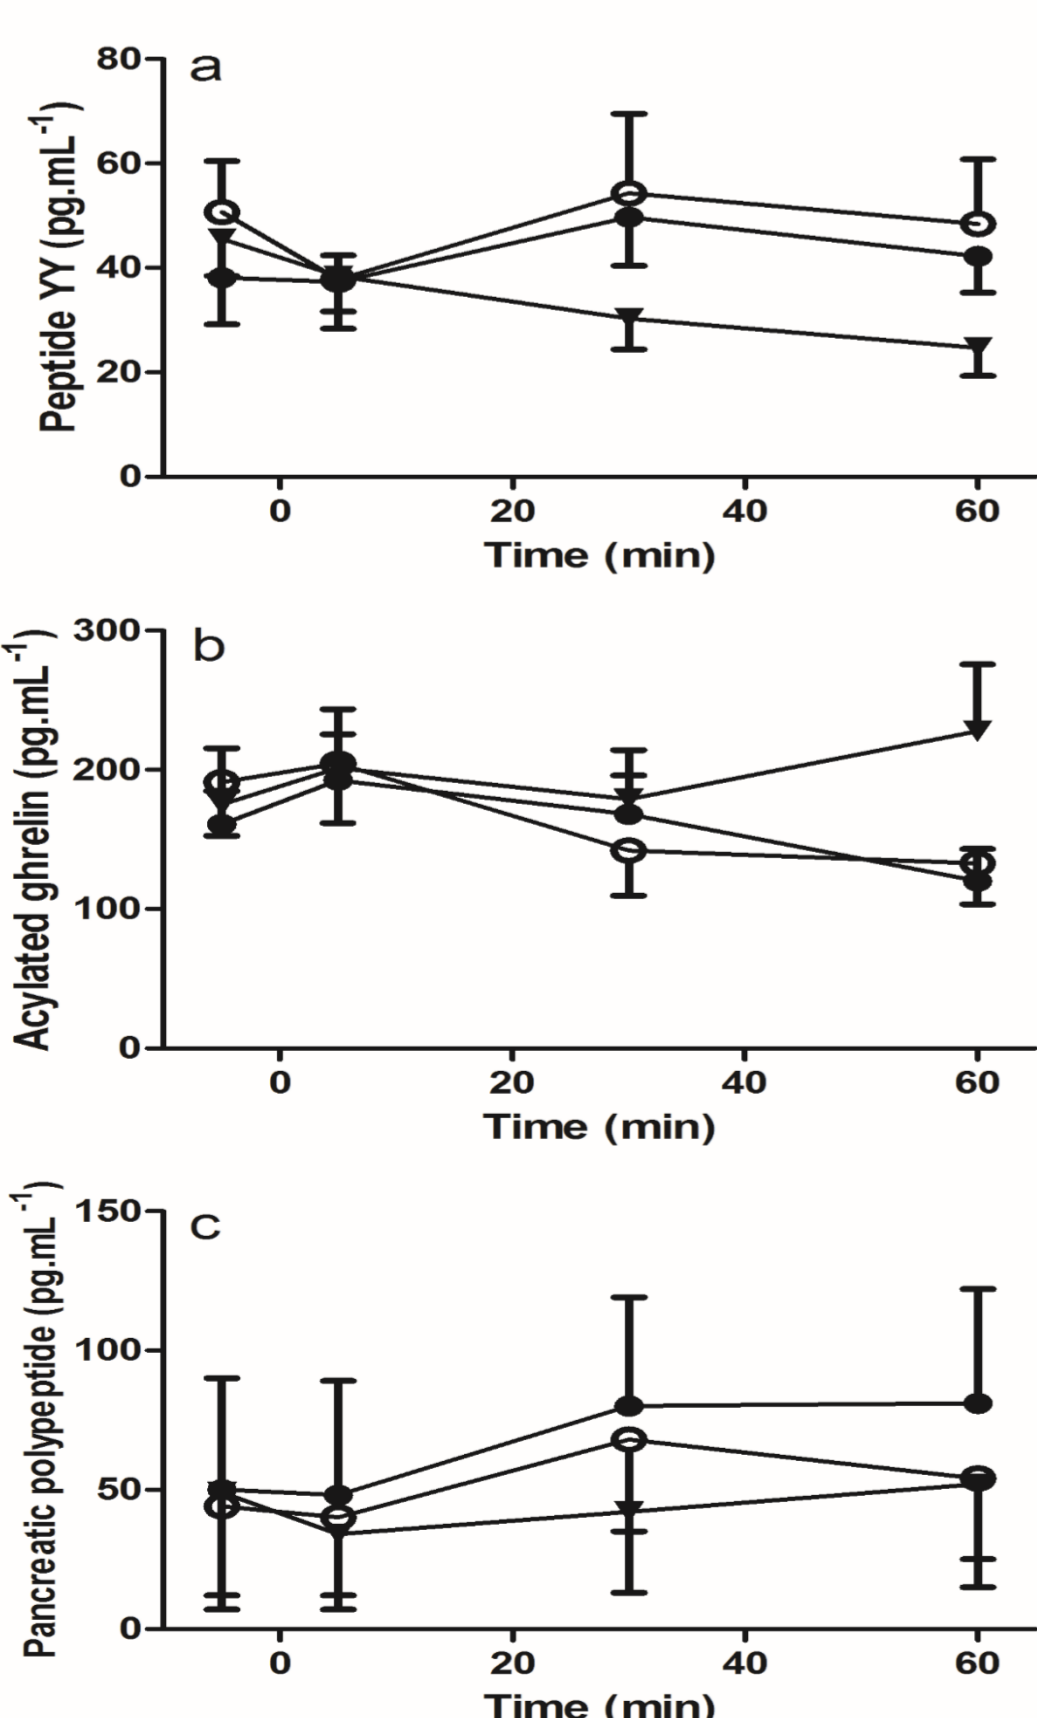 a
Peptide YY (pg.mL-1)
80
60
40
20
0
0 20 40 60
Time (min)
b
Acylated ghrelin (pg.mL-1)
300
200
100
0
0 20 40 60
Time (min)
c
Pancreatic polypeptide (pg.mL-1)
150
100
50
0
0 20 40 60
Time (min)